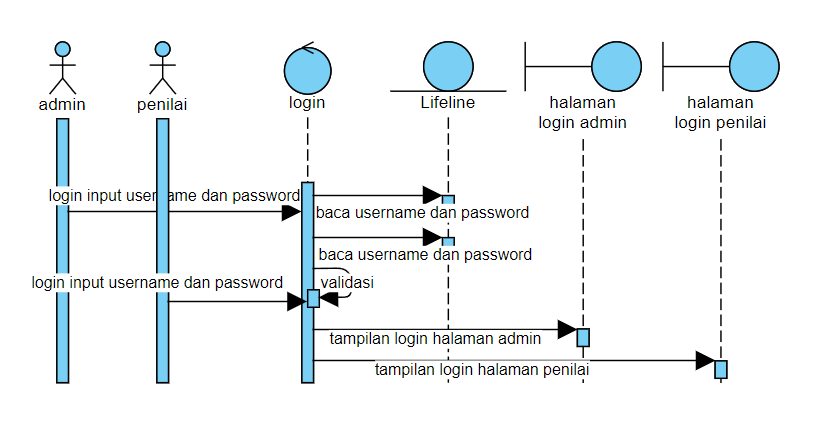 admin
penilai
login
Lifeline
halaman
login admin
halaman
login penilai
login input username dan password
baca username dan password
baca username dan password
login input username dan password
validasi
tampilan login halaman admin
tampilan login halaman penilai